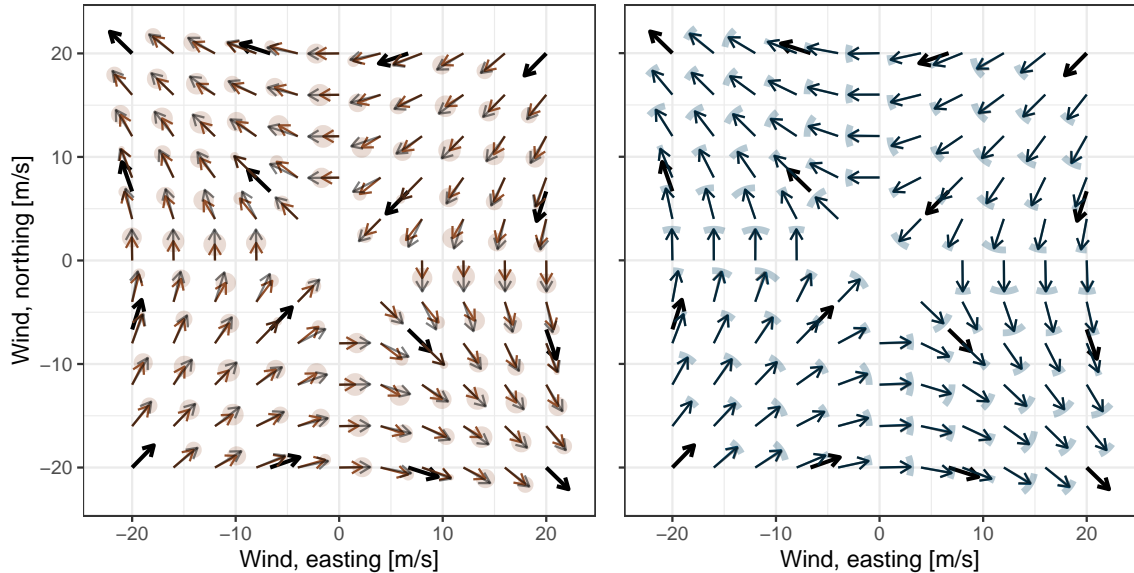 20
10
0
−10
−20
Wind, northing [m/s]
−20 −10 0 10 20
−20 −10 0 10 20
Wind, easting [m/s]
Wind, easting [m/s]